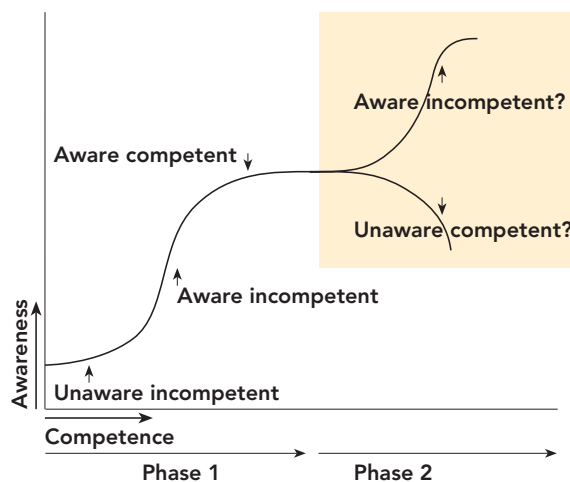 Aware incompetent?
Aware competent
Unaware competent?
Aware incompetent
Awareness
Unaware incompetent
Competence
Phase 1
Phase 2